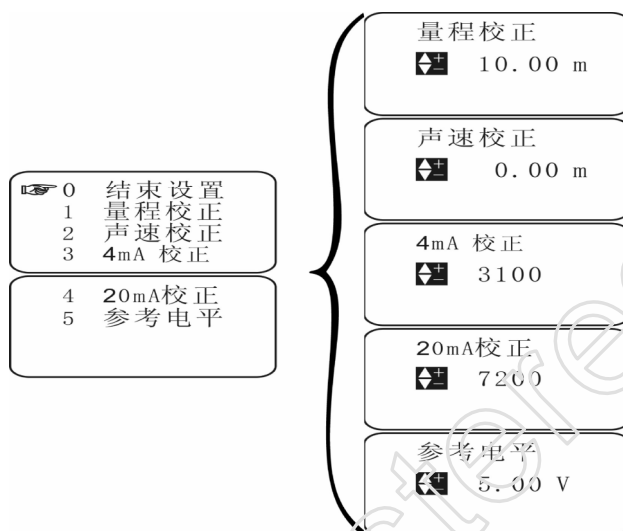 ☞0 结束设置
1 量程校正
2 声速校正
3 4mA 校正
4 20mA校正
5 参考电平
量程校正
10.00 m
声速校正
0.00 m
4mA 校正
3100
20mA校正
7200
参考电平
5.00 V